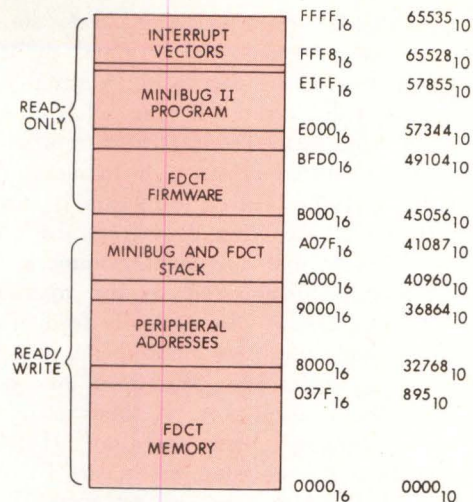 FFFF16 6553510
INTERRUPT
VECTORS
FFF816 6552810
EIFF16 5785510
MINIBUG II
PROGRAM
READ-
ONLY
E00016 5734410
BFD016 4910410
FDCT
FIRMWARE
B00016 4505610
A07F16 4108710
MINIBUG AND FDCT
STACK
A00016 4096010
900016 3686410
PERIPHERAL
ADDRESSES
READ/
WRITE
800016 3276810
037F16 89510
FDCT
MEMORY
000016 000010